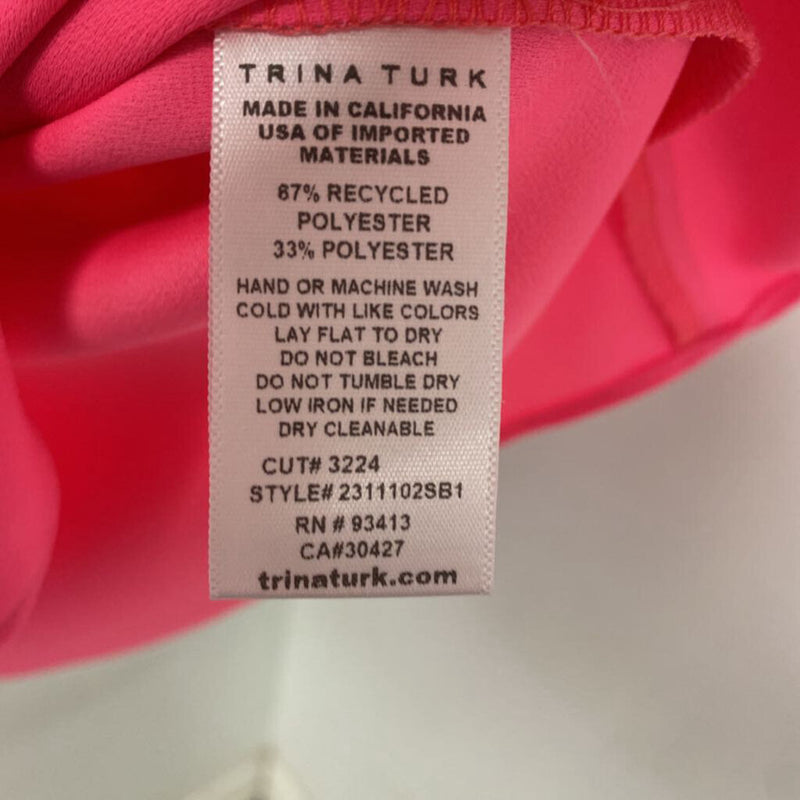 TRINA TURK
MADE IN CALIFORNIA
USA OF IMPORTED
MATERIALS
67% RECYCLED
POLYESTER
33% POLYESTER
HAND OR MACHINE WASH
COLD WITH LIKE COLORS
LAY FLAT TO DRY
DO NOT BLEACH
DO NOT TUMBLE DRY
LOW IRON IF NEEDED
DRY CLEANABLE
CUT# 3224
STYLE# 2311102SB1
RN # 93413
CA#30427
trinaturk.com